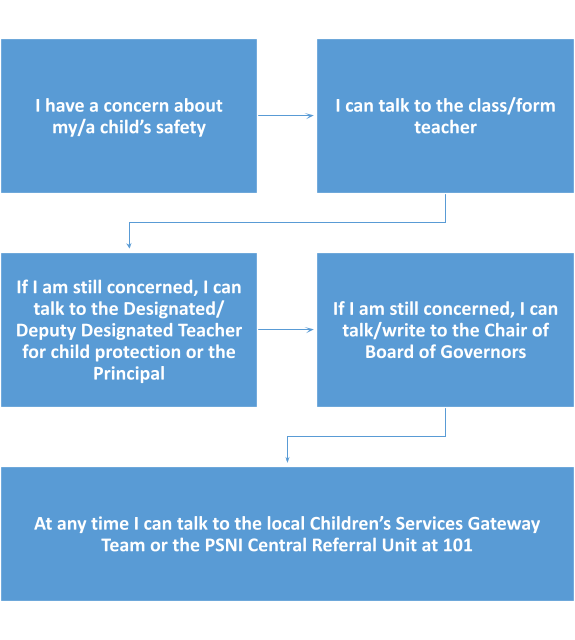 I have a concern about
my/a child’s safety
I can talk to the class/form
teacher
If I am still concerned, I can
talk to the Designated/
Deputy Designated Teacher
for child protection or the
Principal
If I am still concerned, I can
talk/write to the Chair of
Board of Governors
At any time I can talk to the local Children’s Services Gateway
Team or the PSNI Central Referral Unit at 101